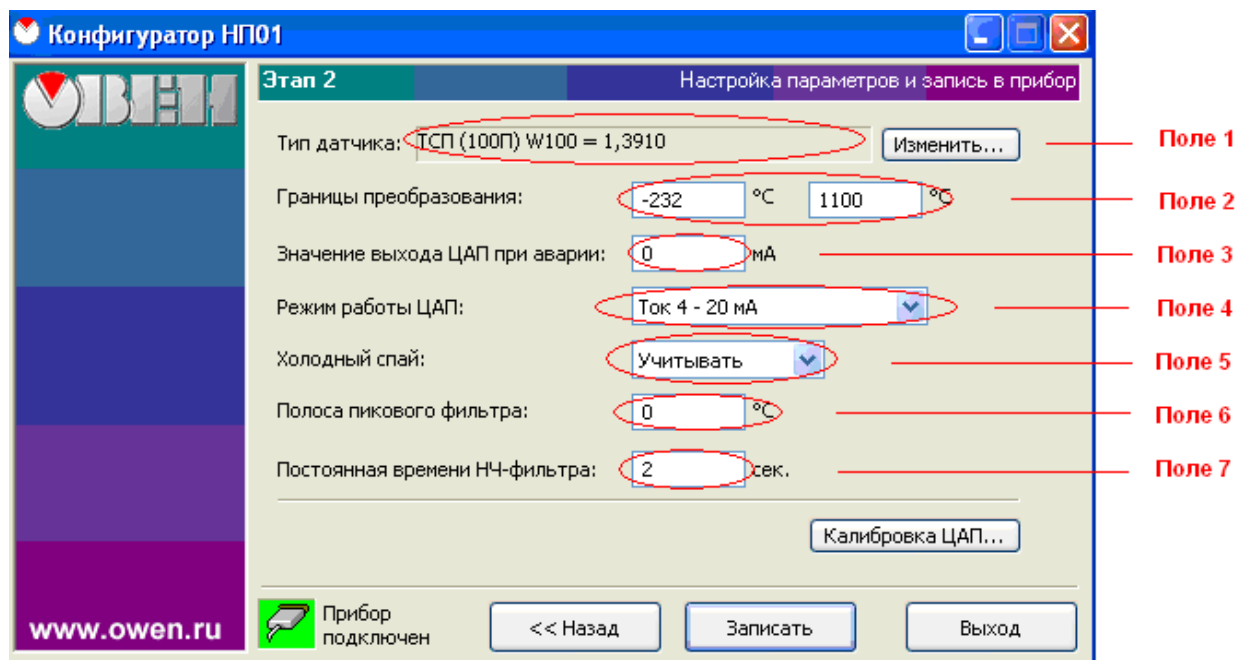 Конфигуратор НП01
ОВЕН
Этап 2 Настройка параметров и запись в прибор
Тип датчика: ТСП (100П) W100 = 1,3910 Изменить... Поле 1
Границы преобразования: -232 °C 1100 °C Поле 2
Значение выхода ЦАП при аварии: 0 мА Поле 3
Режим работы ЦАП: Ток 4 - 20 мА Поле 4
Холодный спай: Учитывать Поле 5
Полоса пикового фильтра: 0 °C Поле 6
Постоянная времени НЧ-фильтра: 2 сек. Поле 7
Калибровка ЦАП...
www.owen.ru
Прибор
подключен
<< Назад Записать Выход